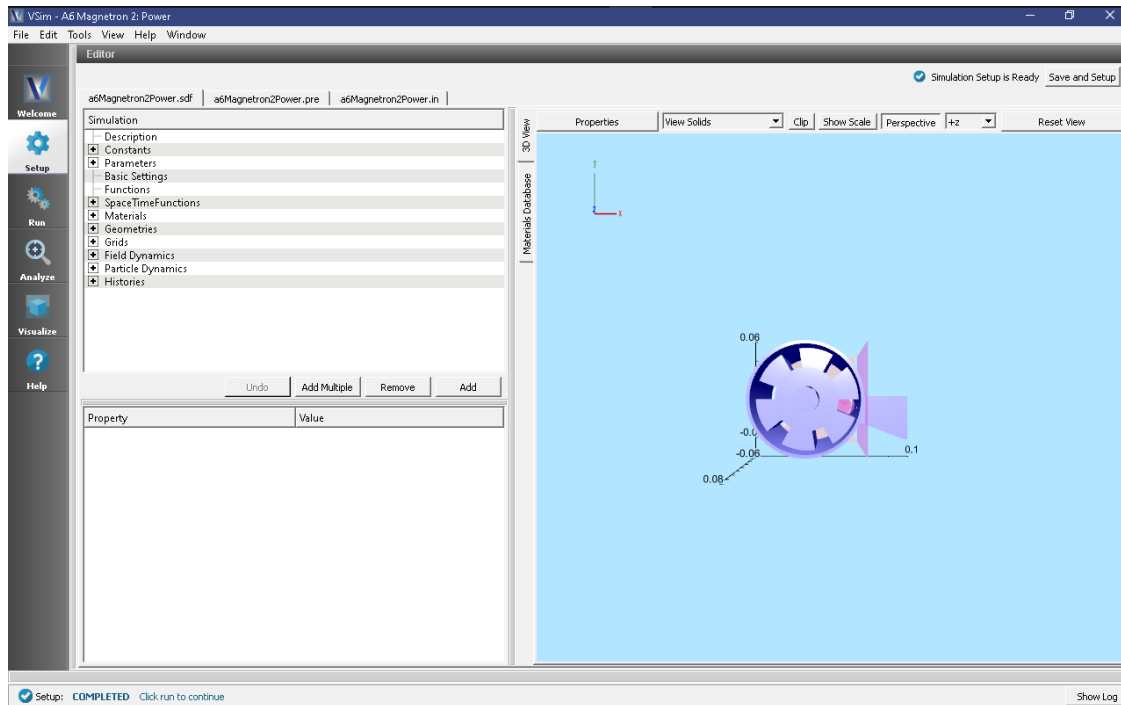 VSim - A6 Magnetron 2: Power
File Edit Tools View Help Window
Editor
Simulation Setup is Ready Save and Setup
a6Magnetron2Power.sdf a6Magnetron2Power.pre a6Magnetron2Power.in
Welcome
Setup
Run
Analyze
Visualize
Help
Simulation
Description
Constants
Parameters
Basic Settings
Functions
SpaceTimeFunctions
Materials
Geometries
Grids
Field Dynamics
Particle Dynamics
Histories
Undo Add Multiple Remove Add
Property Value
3D View
Materials Database
Properties View Solids Clip Show Scale Perspective +z Reset View
Y
Z X
0.06
-0.0
-0.06
0.1
0.08
Setup: COMPLETED Click run to continue
Show Log